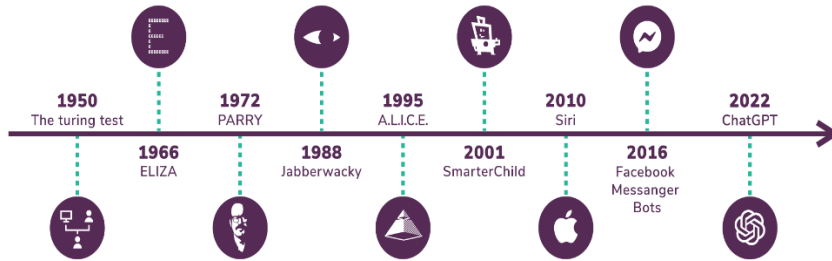 1950
The turing test
1966
ELIZA
1972
PARRY
1988
Jabberwacky
1995
A.L.I.C.E.
2001
SmarterChild
2010
Siri
2016
Facebook
Messanger
Bots
2022
ChatGPT